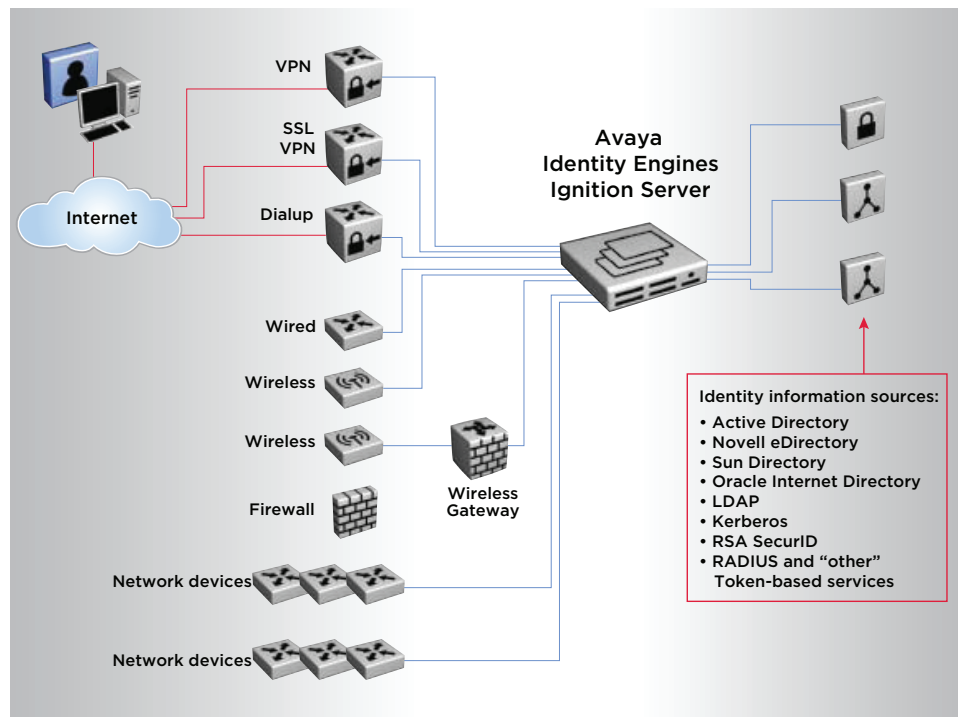 VPN
SSL
VPN
Internet
Dialup
Avaya
Identity Engines
Ignition Server
Wired
Wireless
Wireless
Wireless
Gateway
Firewall
Network devices
Network devices
Identity information sources:
• Active Directory
• Novell eDirectory
• Sun Directory
• Oracle Internet Directory
• LDAP
• Kerberos
• RSA SecurID
• RADIUS and “other”
Token-based services